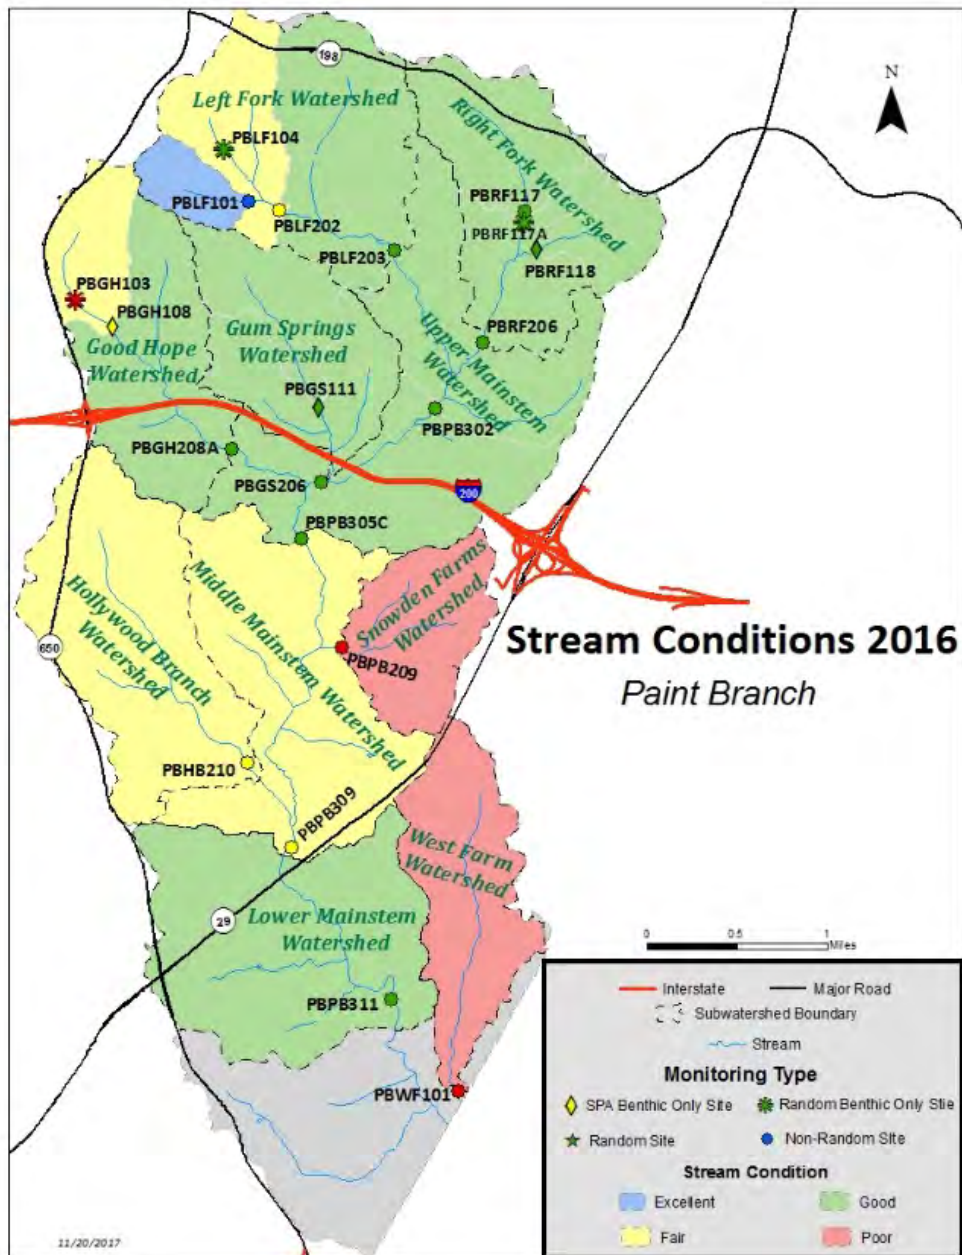 198
N
Left Fork Watershed
Right Fork Watershed
PBLF104
PBLF101
PBLF202
PBRF117
PBRF117A
PBRF118
PBLF203
PBGH103
PBGH108
Good Hope
Watershed
Gum Springs
Watershed
Upper Mainstem
Watershed
PBRF206
PBGS111
PBPB302
PBGH208A
PBGS206
200
PBPB305C
Snowden Farms
Watershed
Hollywood Branch
Watershed
Middle Mainstem Watershed
650
PBPB209
Stream Conditions 2016
Paint Branch
PBHB210
PBPB309
West Farm
Watershed
29
Lower Mainstem
Watershed
0 0.5 1
Miles
PBPB311
PBWF101
Interstate Major Road
Subwatershed Boundary
Stream
Monitoring Type
SPA Benthic Only Site Random Benthic Only Stie
Random Site Non-Random Site
Stream Condition
Excellent Good
Fair Poor
11/20/2017